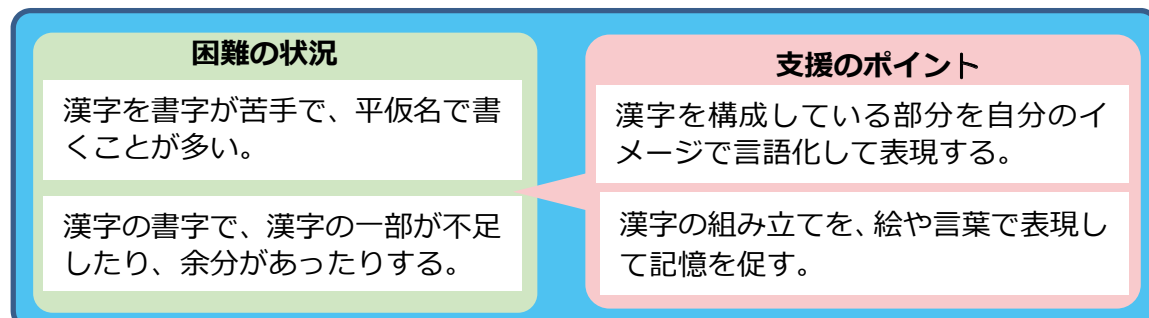 困難の状況
漢字を書字が苦手で、平仮名で書
くことが多い。
漢字の書字で、漢字の一部が不足
したり、余分があったりする。
支援のポイント
漢字を構成している部分を自分のイ
メージで言語化して表現する。
漢字の組み立てを、絵や言葉で表現し
て記憶を促す。